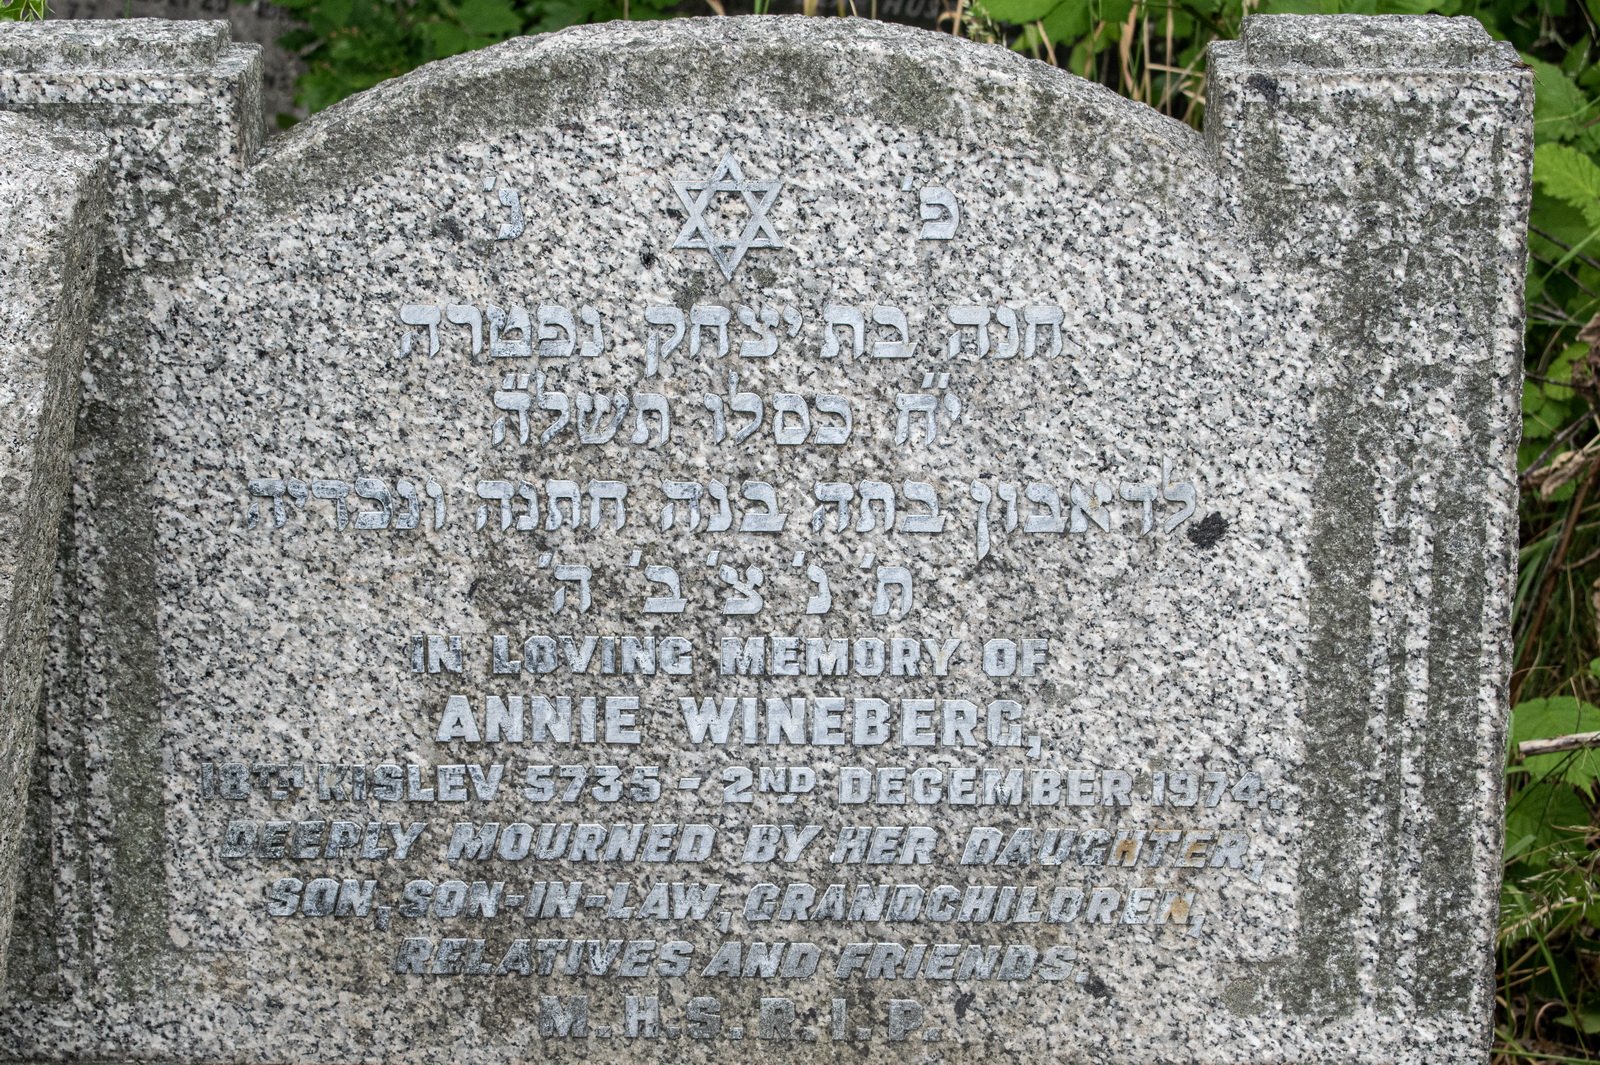 פ' נ'
חנה בת יצחק נפטרה
י"ח כסלו תשל"ה
לדאבון בתה בנה חתנה ונכדיה
ת' נ' צ' ב' ה'
IN LOVING MEMORY OF
ANNIE WINEBERG,
18TH KISLEV 5735 - 2ND DECEMBER 1974.
DEEPLY MOURNED BY HER DAUGHTER,
SON, SON-IN-LAW, GRANDCHILDREN,
RELATIVES AND FRIENDS.
M.H.S.R.I.P.